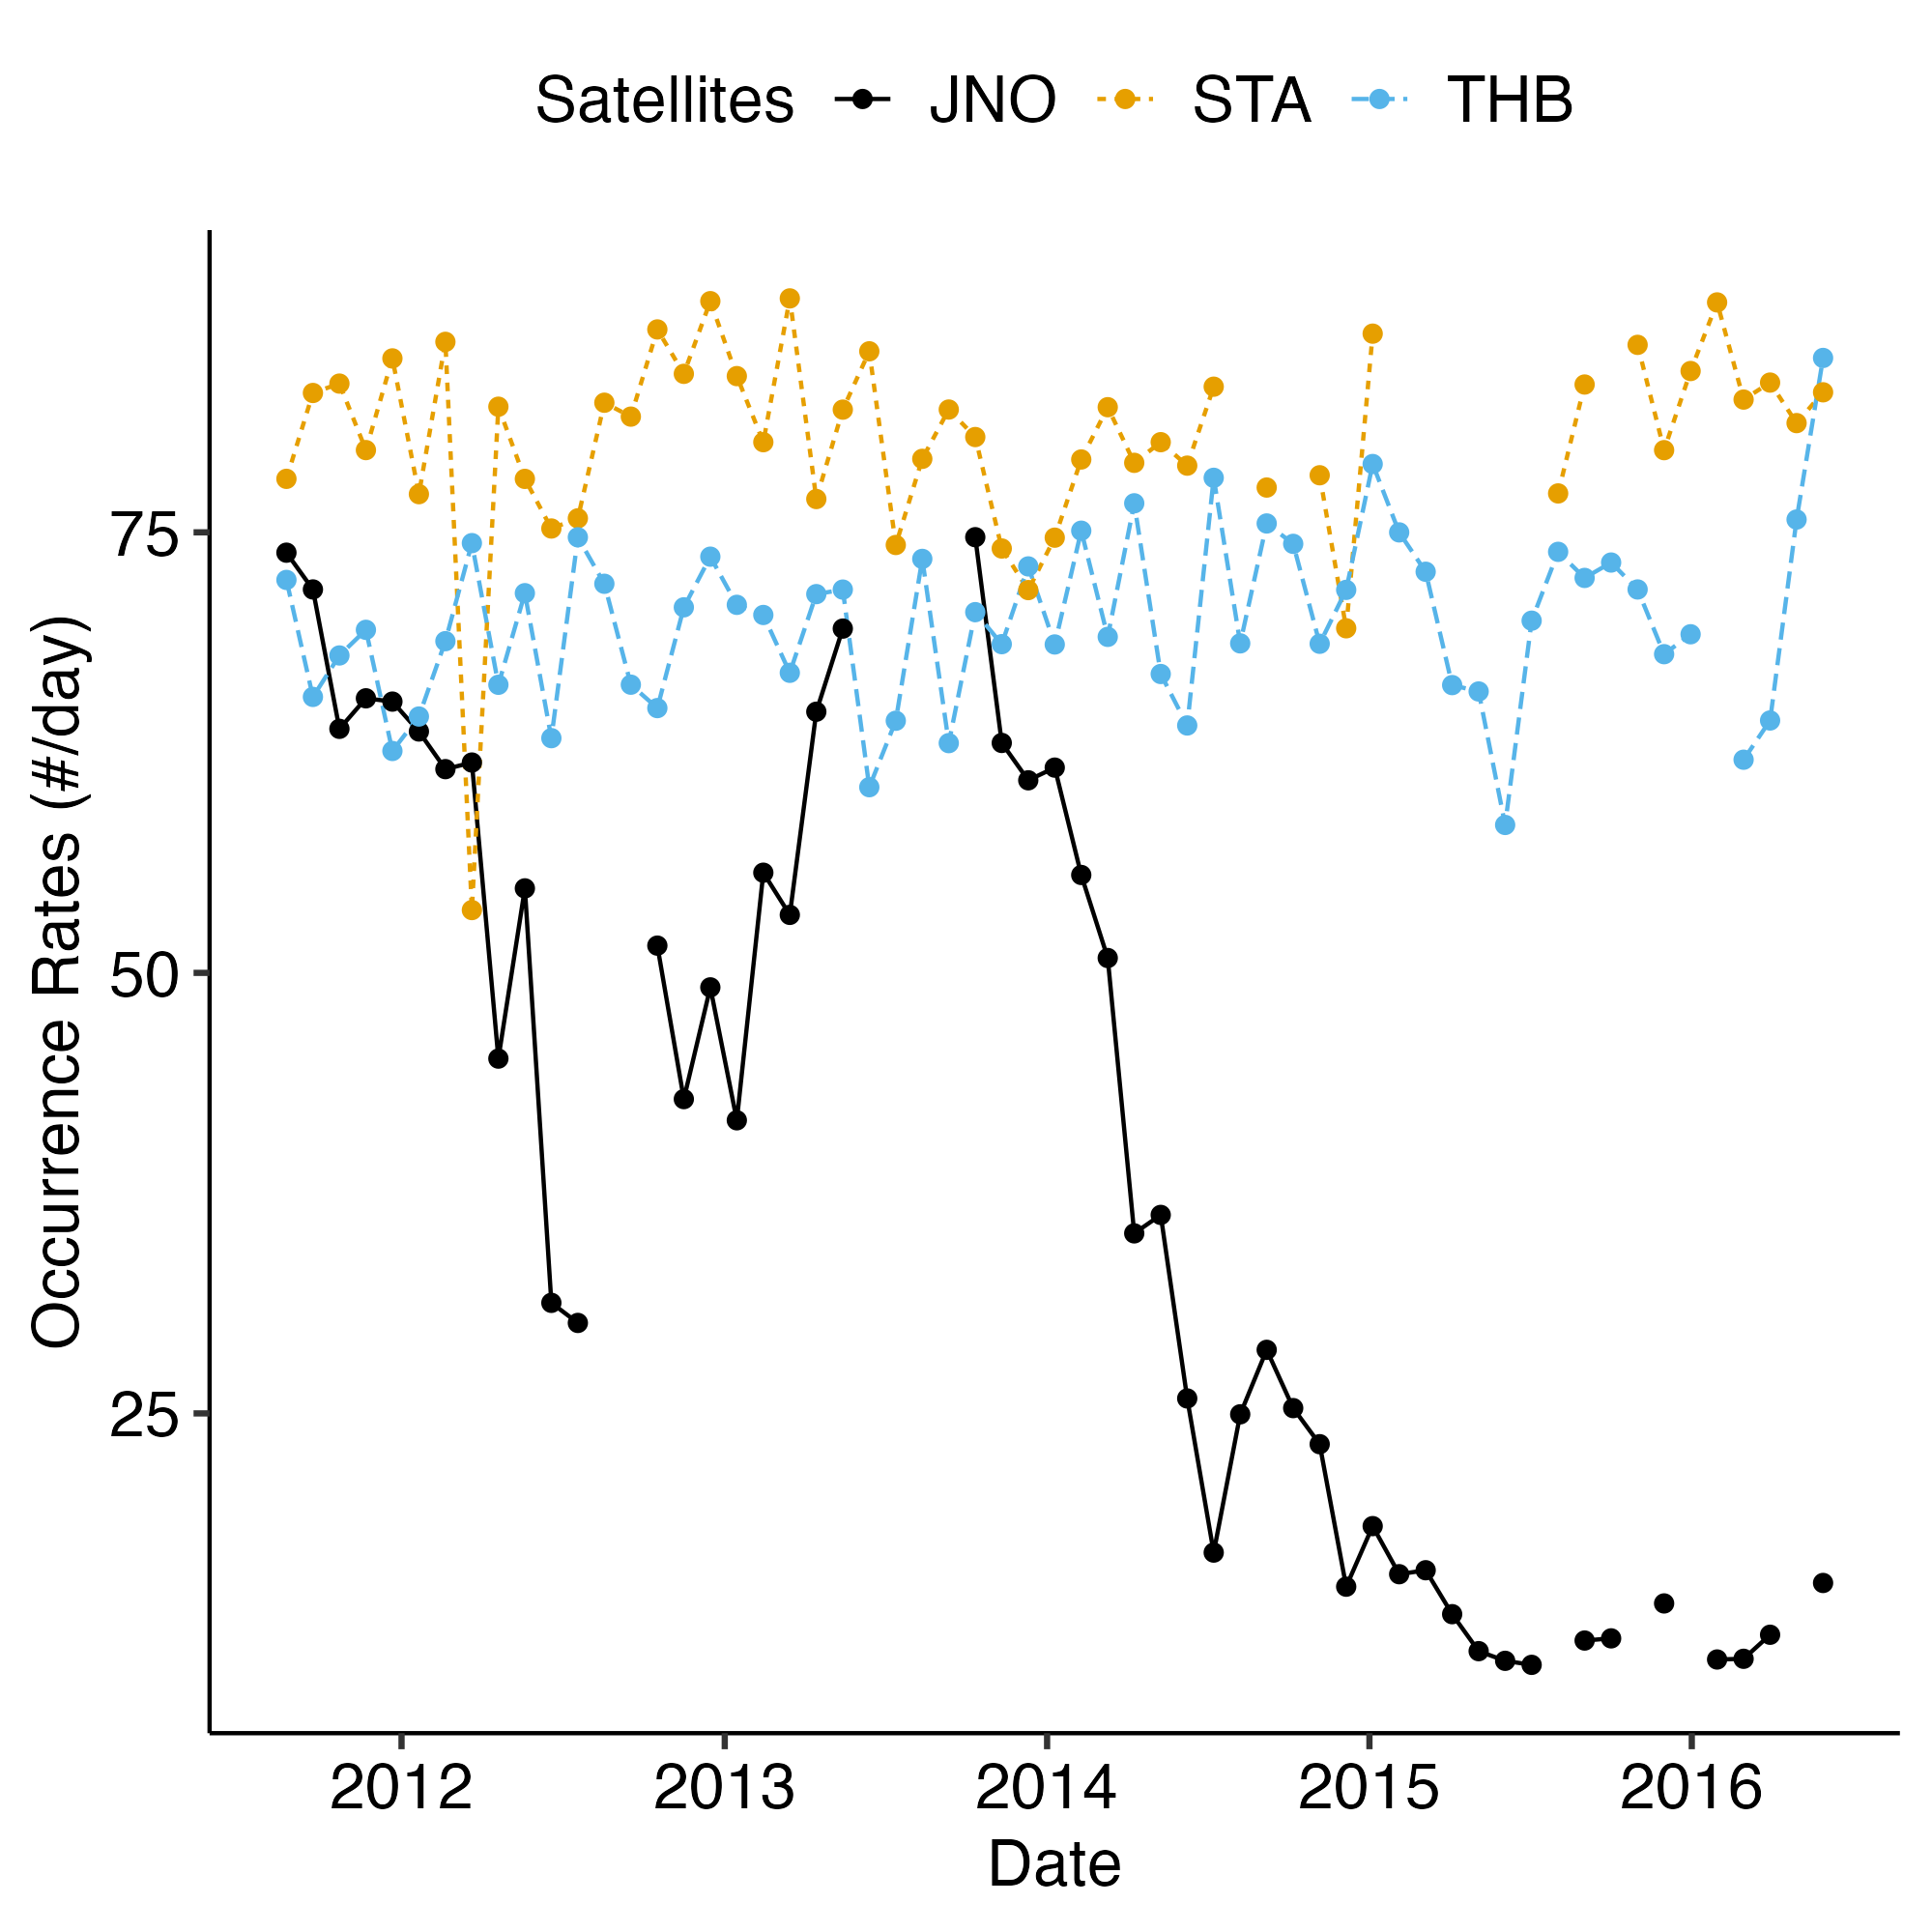 Satellites JNO STA THB
75
50
25
Occurrence Rates (#/day)
2012 2013 2014 2015 2016
Date